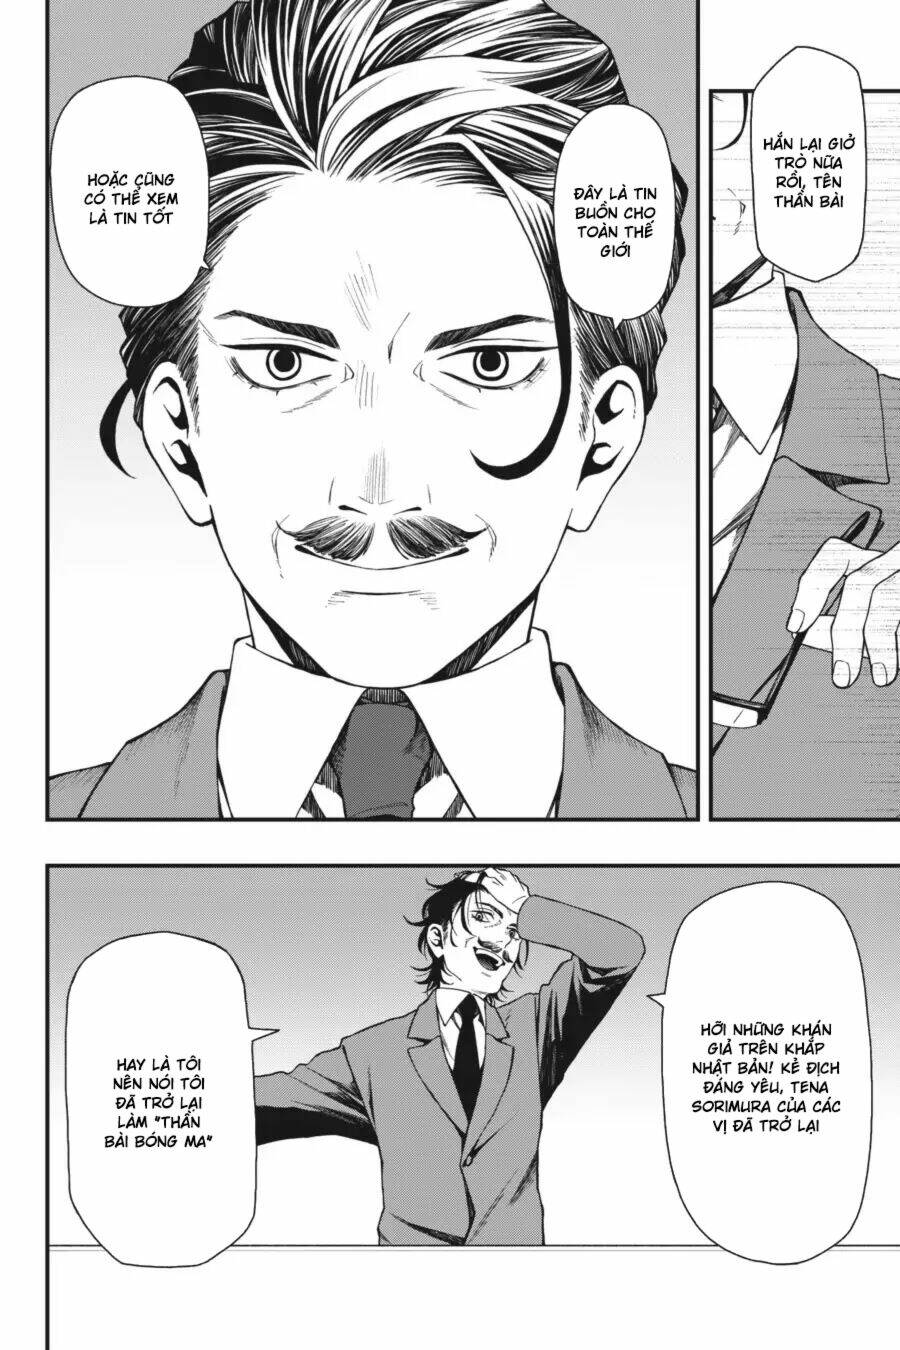 HẮN LẠI GIỞ
TRÒ NỮA
RỒI, TÊN
THẦN BÀI
ĐÂY LÀ TIN
BUỒN CHO
TOÀN THẾ
GIỚI
HOẶC CŨNG
CÓ THỂ XEM
LÀ TIN TỐT
HỠI NHỮNG KHÁN
GIẢ TRÊN KHẮP
NHẬT BẢN! KẺ ĐỊCH
ĐÁNG YÊU, TENA
SORIMURA CỦA CÁC
VỊ ĐÃ TRỞ LẠI
HAY LÀ TÔI
NÊN NÓI TÔI
ĐÃ TRỞ LẠI
LÀM "THẦN
BÀI BÓNG MA"